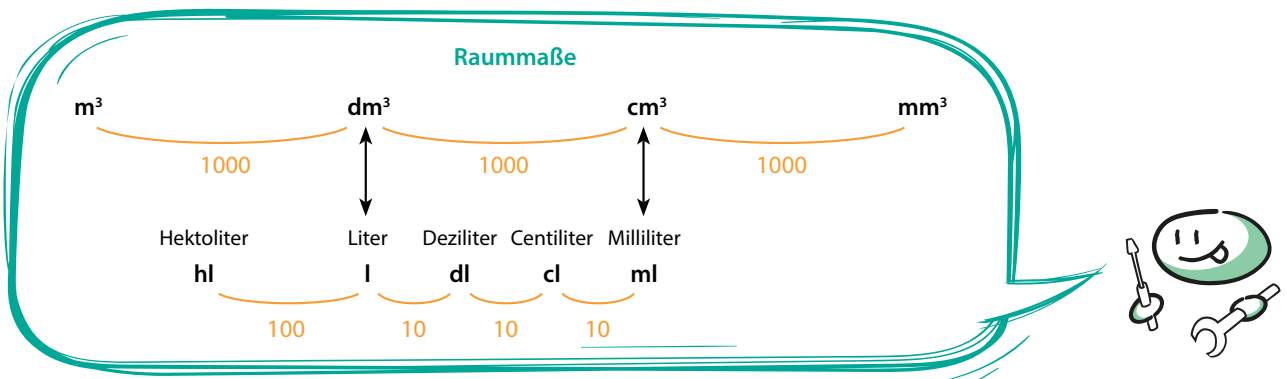 Raummaße
m³ dm³ cm³ mm³
1000 1000 1000
Hektoliter Liter Deziliter Centiliter Milliliter
hl l dl cl ml
100 10 10 10